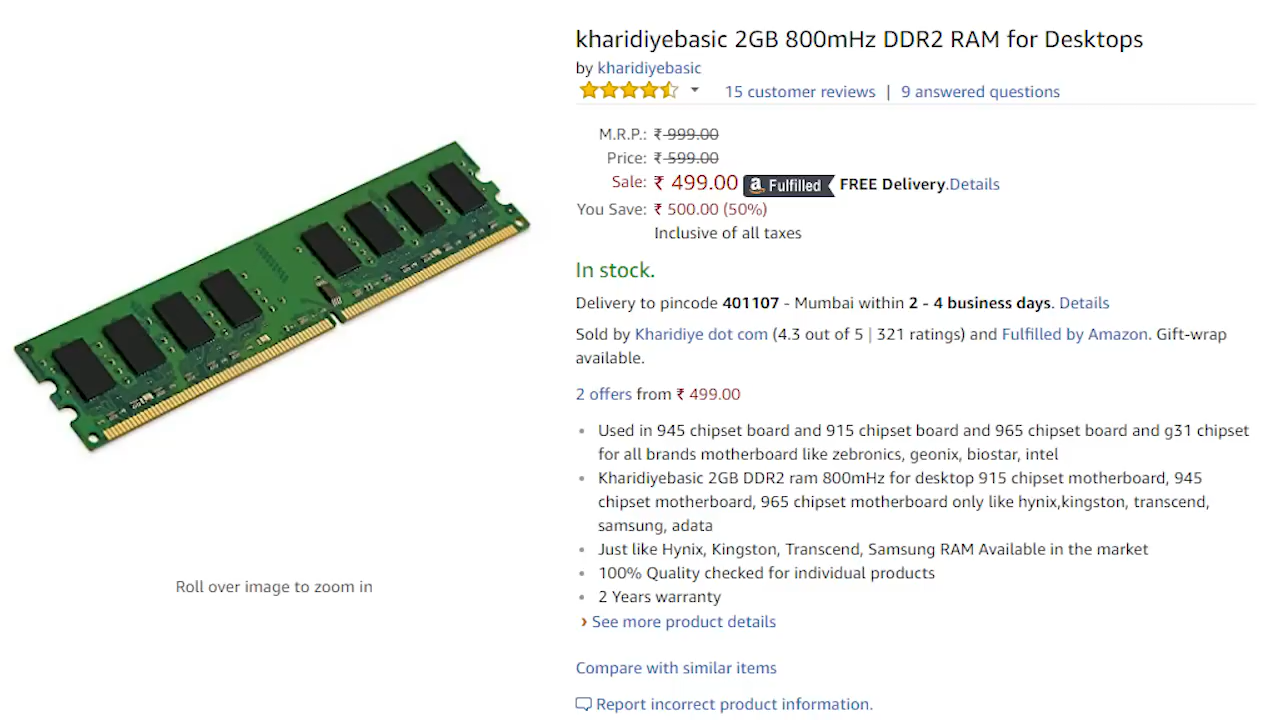 kharidiyebasic 2GB 800mHz DDR2 RAM for Desktops
by kharidiyebasic
15 customer reviews | 9 answered questions
M.R.P.: ₹ 999.00
Price: ₹ 599.00
Sale: ₹ 499.00 a Fulfilled FREE Delivery.Details
You Save: ₹ 500.00 (50%)
Inclusive of all taxes
In stock.
Delivery to pincode 401107 - Mumbai within 2 - 4 business days. Details
Sold by Kharidiye dot com (4.3 out of 5 | 321 ratings) and Fulfilled by Amazon. Gift-wrap
available.
2 offers from ₹ 499.00
• Used in 945 chipset board and 915 chipset board and 965 chipset board and g31 chipset
for all brands motherboard like zebronics, geonix, biostar, intel
• Kharidiyebasic 2GB DDR2 ram 800mHz for desktop 915 chipset motherboard, 945
chipset motherboard, 965 chipset motherboard only like hynix,kingston, transcend,
samsung, adata
• Just like Hynix, Kingston, Transcend, Samsung RAM Available in the market
• 100% Quality checked for individual products
• 2 Years warranty
› See more product details
Roll over image to zoom in
Compare with similar items
Report incorrect product information.